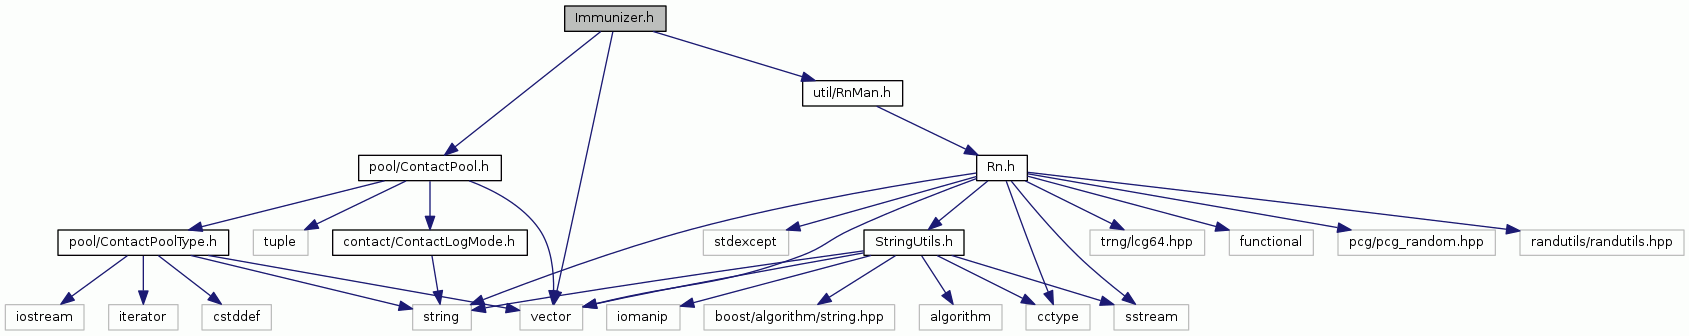 Immunizer.h
util/RnMan.h
pool/ContactPool.h
Rn.h
pool/ContactPoolType.h
tuple
contact/ContactLogMode.h
stdexcept
StringUtils.h
trng/lcg64.hpp
functional
pcg/pcg_random.hpp
randutils/randutils.hpp
iostream
iterator
cstddef
string
vector
iomanip
boost/algorithm/string.hpp
algorithm
cctype
sstream